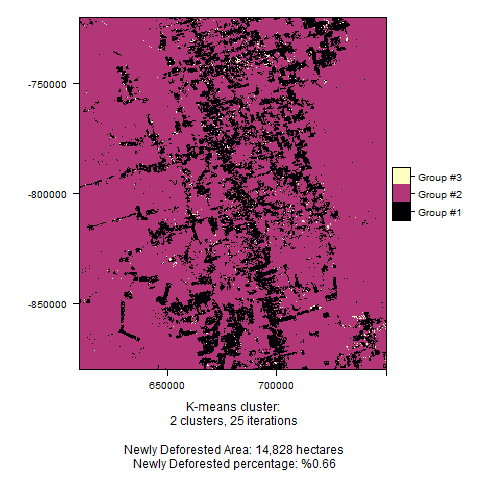 -750000
-800000
-850000
650000
700000
Group #3
Group #2
Group #1
K-means cluster:
2 clusters, 25 iterations
Newly Deforested Area: 14,828 hectares
Newly Deforested percentage: %0.66